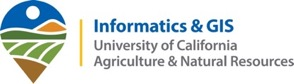 Informatics & GIS
University of California
Agriculture & Natural Resources